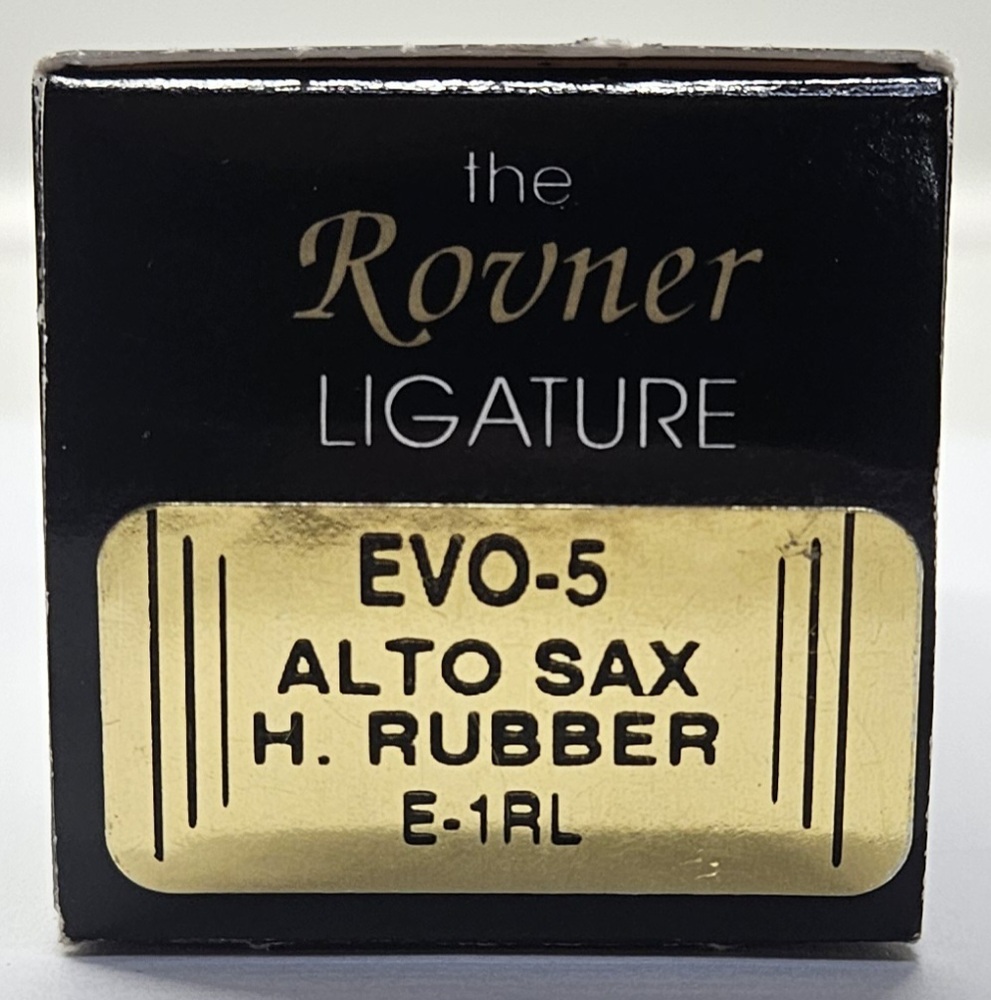 the
Rovner
LIGATURE
EVO-5
ALTO SAX
H. RUBBER
E-1RL